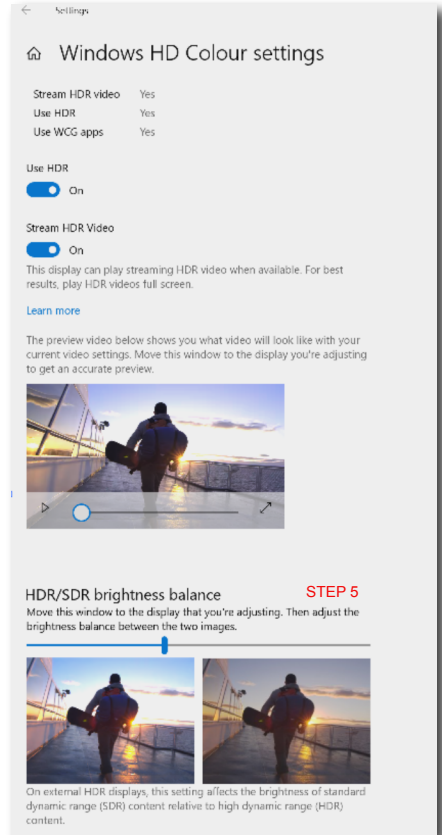 Settings
Windows HD Colour settings
Stream HDR video Yes
Use HDR Yes
Use WCG apps Yes
Use HDR
On
Stream HDR Video
On
This display can play streaming HDR video when available. For best
results, play HDR videos full screen.
Learn more
The preview video below shows you what video will look like with your
current video settings. Move this window to the display you're adjusting
to get an accurate preview.
HDR/SDR brightness balance STEP 5
Move this window to the display that you're adjusting. Then adjust the
brightness balance between the two images.
On external HDR displays, this setting affects the brightness of standard
dynamic range (SDR) content relative to high dynamic range (HDR)
content.